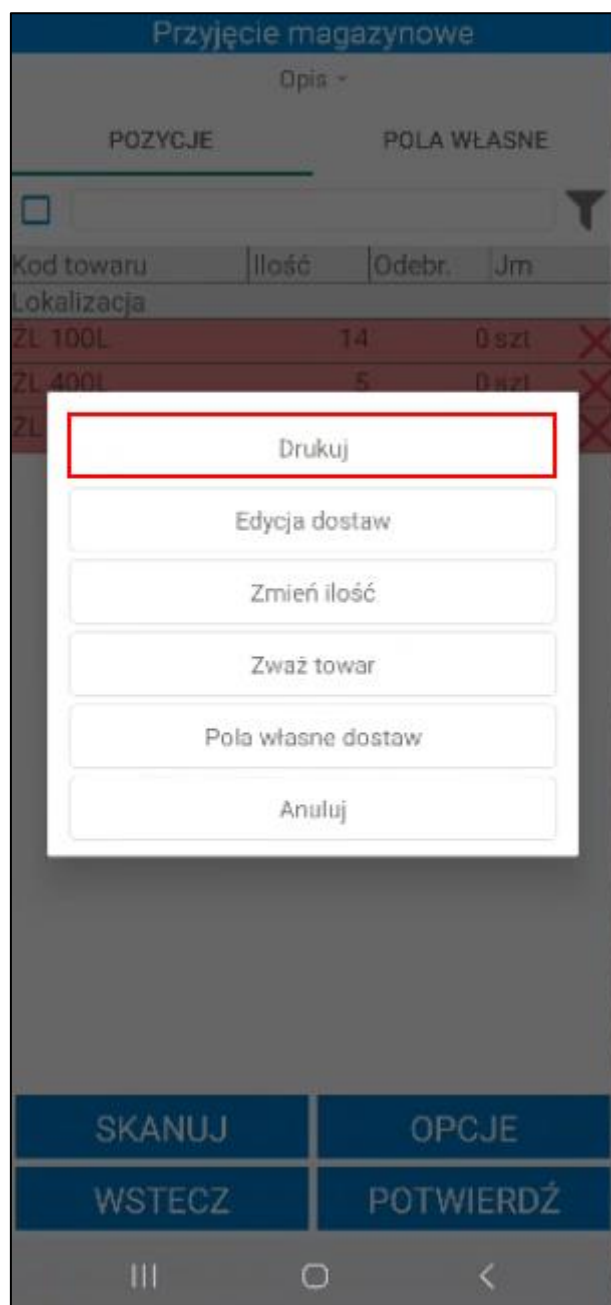 Przyjęcie magazynowe
Opis
POZYCJE POLA WŁASNE
Kod towaru Ilość Odebr. Jm
Lokalizacja
ŻL 100L 14 0 szt
ŻL 400L 5 0 szt
ŻL
Drukuj
Edycja dostaw
Zmień ilość
Zważ towar
Pola własne dostaw
Anuluj
SKANUJ OPCJE
WSTECZ POTWIERDŹ